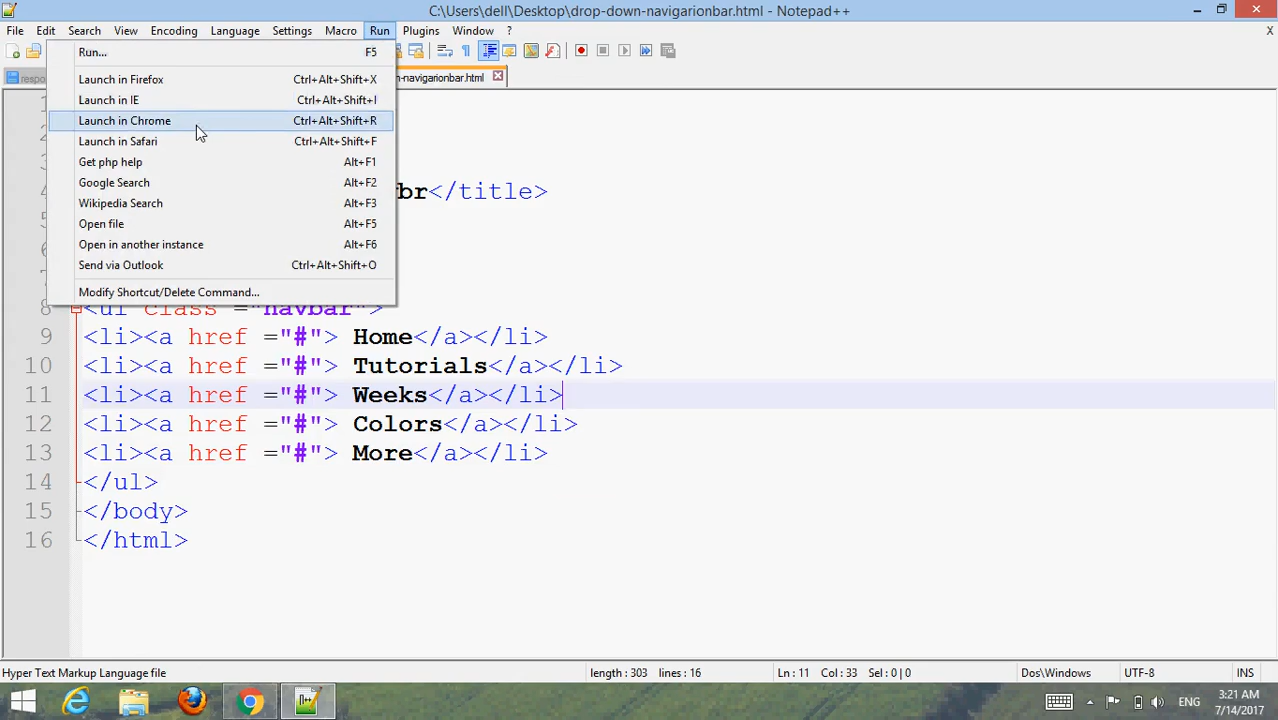 C:\Users\dell\Desktop\drop-down-navigarionbar.html - Notepad++
File Edit Search View Encoding Language Settings Macro Run Plugins Window ? X
respo
n-navigarionbar.html
Run... F5
Launch in Firefox Ctrl+Alt+Shift+X
Launch in IE Ctrl+Alt+Shift+I
Launch in Chrome Ctrl+Alt+Shift+R
Launch in Safari Ctrl+Alt+Shift+F
Get php help Alt+F1
Google Search Alt+F2
Wikipedia Search Alt+F3
Open file Alt+F5
Open in another instance Alt+F6
Send via Outlook Ctrl+Alt+Shift+O
Modify Shortcut/Delete Command...
br</title>
8 <ul class ="navbar">
9 <li><a href ="#"> Home</a></li>
10 <li><a href ="#"> Tutorials</a></li>
11 <li><a href ="#"> Weeks</a></li>
12 <li><a href ="#"> Colors</a></li>
13 <li><a href ="#"> More</a></li>
14 </ul>
15 </body>
16 </html>
Hyper Text Markup Language file length : 303 lines : 16 Ln : 11 Col : 33 Sel : 0 | 0 Dos\Windows UTF-8 INS
ENG
3:21 AM
7/14/2017